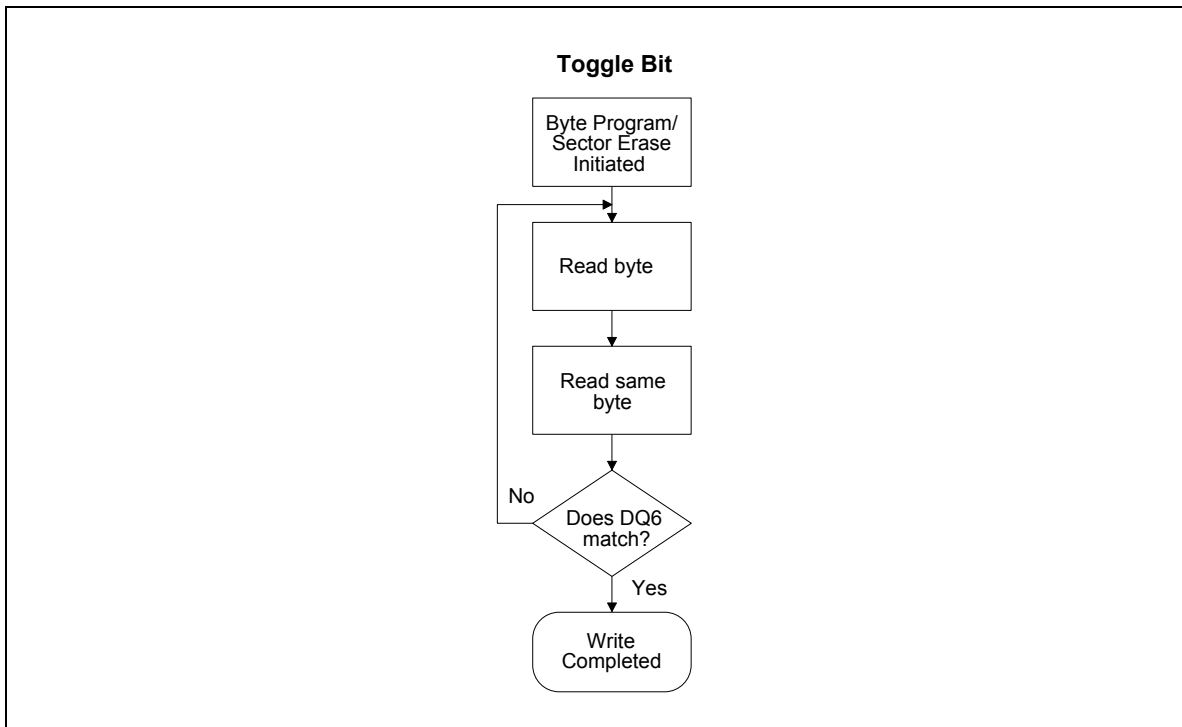 Toggle Bit
Byte Program/
Sector Erase
Initiated
Read byte
Read same
byte
No
Does DQ6
match?
Yes
Write
Completed